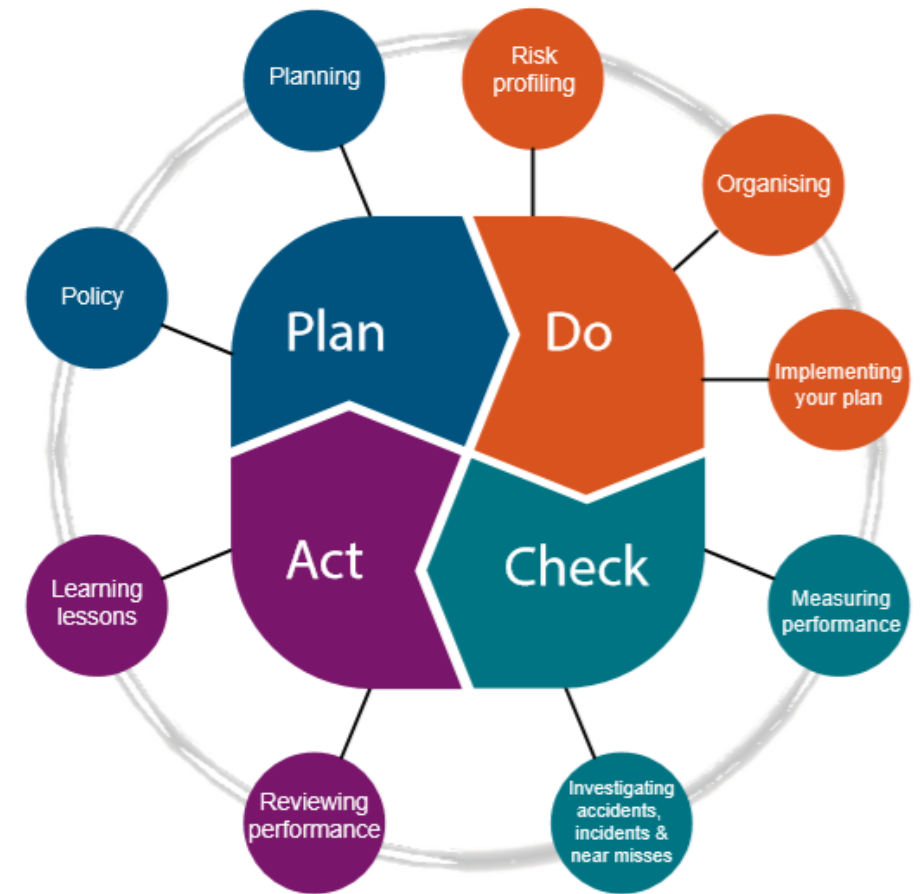 Planning
Risk
profiling
Organising
Policy
Plan
Do
Implementing
your plan
Act
Check
Learning
lessons
Measuring
performance
Reviewing
performance
Investigating
accidents,
incidents &
near misses